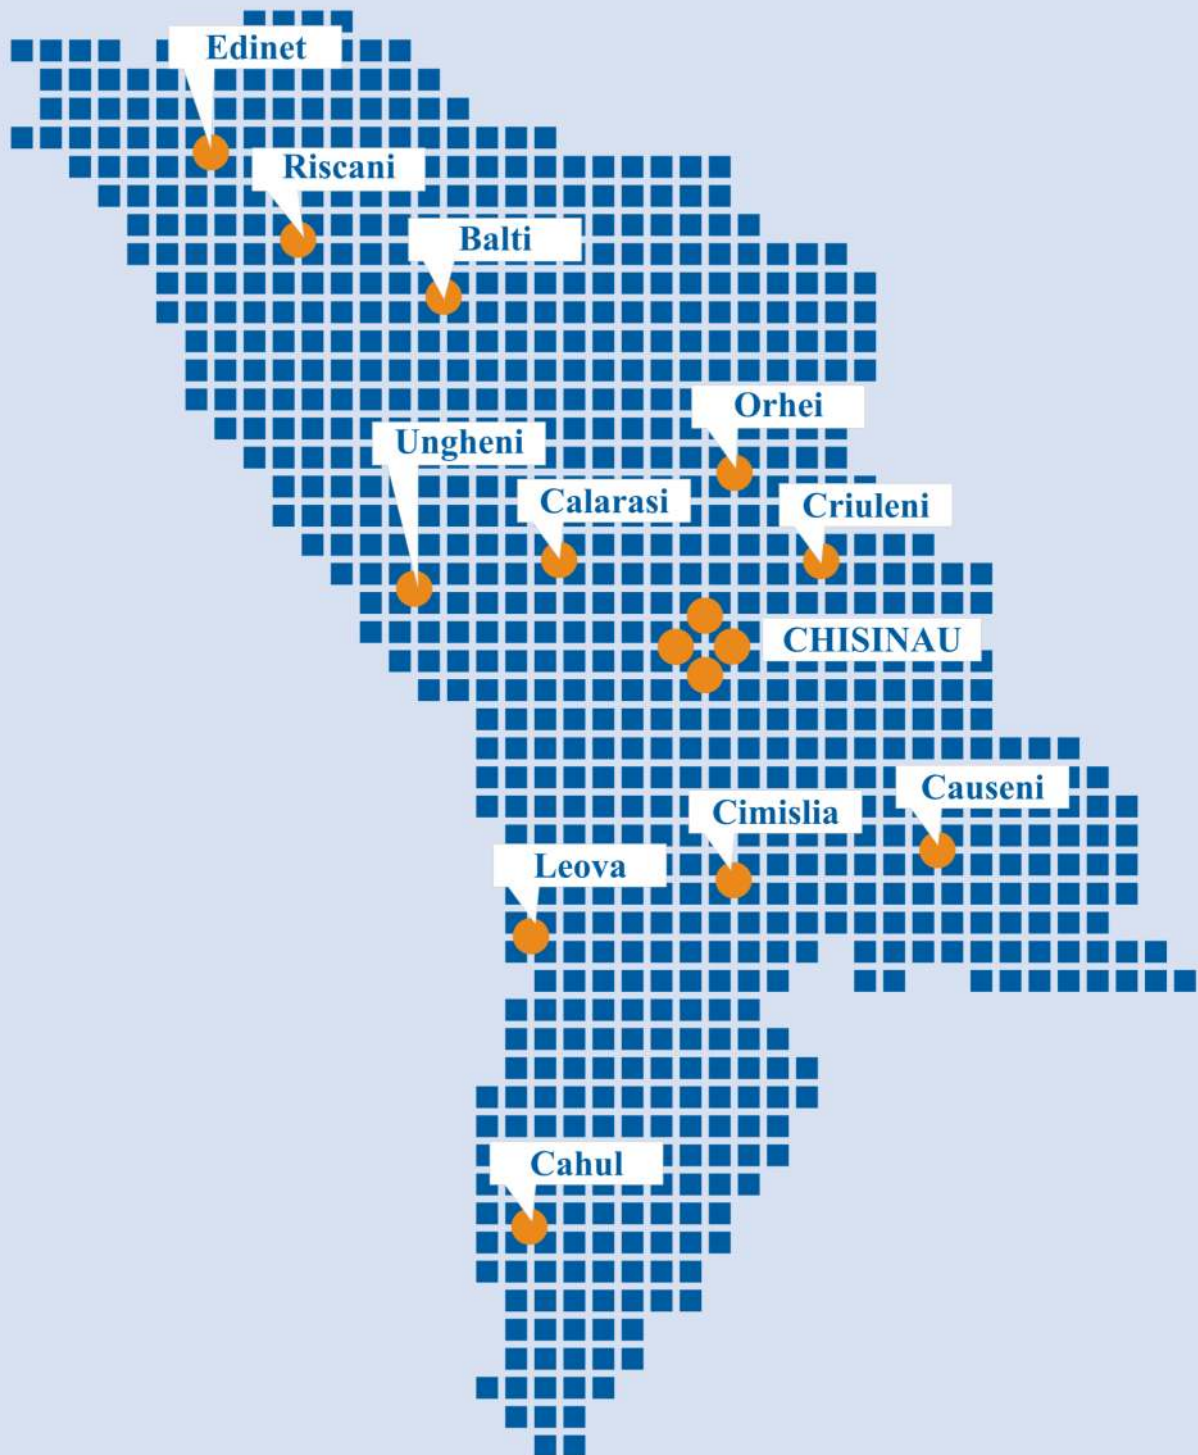 Edinet
Riscani
Balti
Orhei
Ungheni
Calarasi
Criuleni
CHISINAU
Causeni
Cimislia
Leova
Cahul